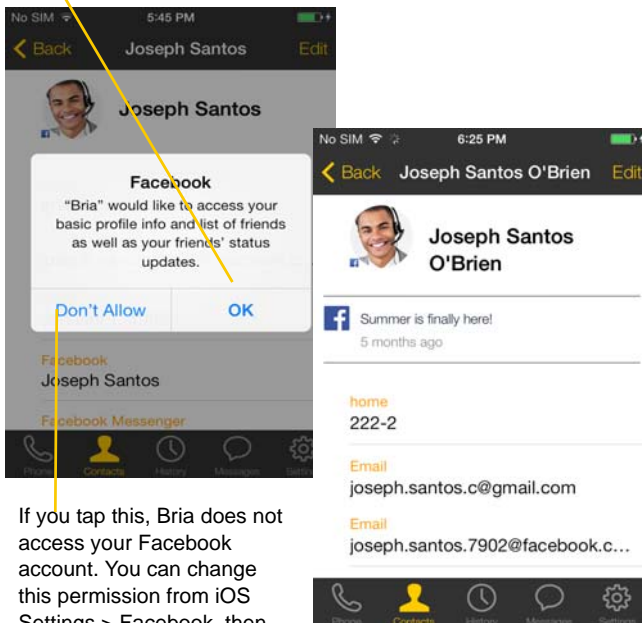 No SIM 5:45 PM
Back Joseph Santos Edit
Joseph Santos
Facebook
“Bria” would like to access your
basic profile info and list of friends
as well as your friends’ status
updates.
Don’t Allow OK
Facebook
Joseph Santos
Facebook Messenger
Phone Contacts History Messages
If you tap this, Bria does not
access your Facebook
account. You can change
this permission from iOS
Settings > Facebook, then
No SIM 6:25 PM
Back Joseph Santos O'Brien Edit
Joseph Santos
O'Brien
Summer is finally here!
5 months ago
home
222-2
Email
joseph.santos.c@gmail.com
Email
joseph.santos.7902@facebook.c...
Phone Contacts History Messages Settings